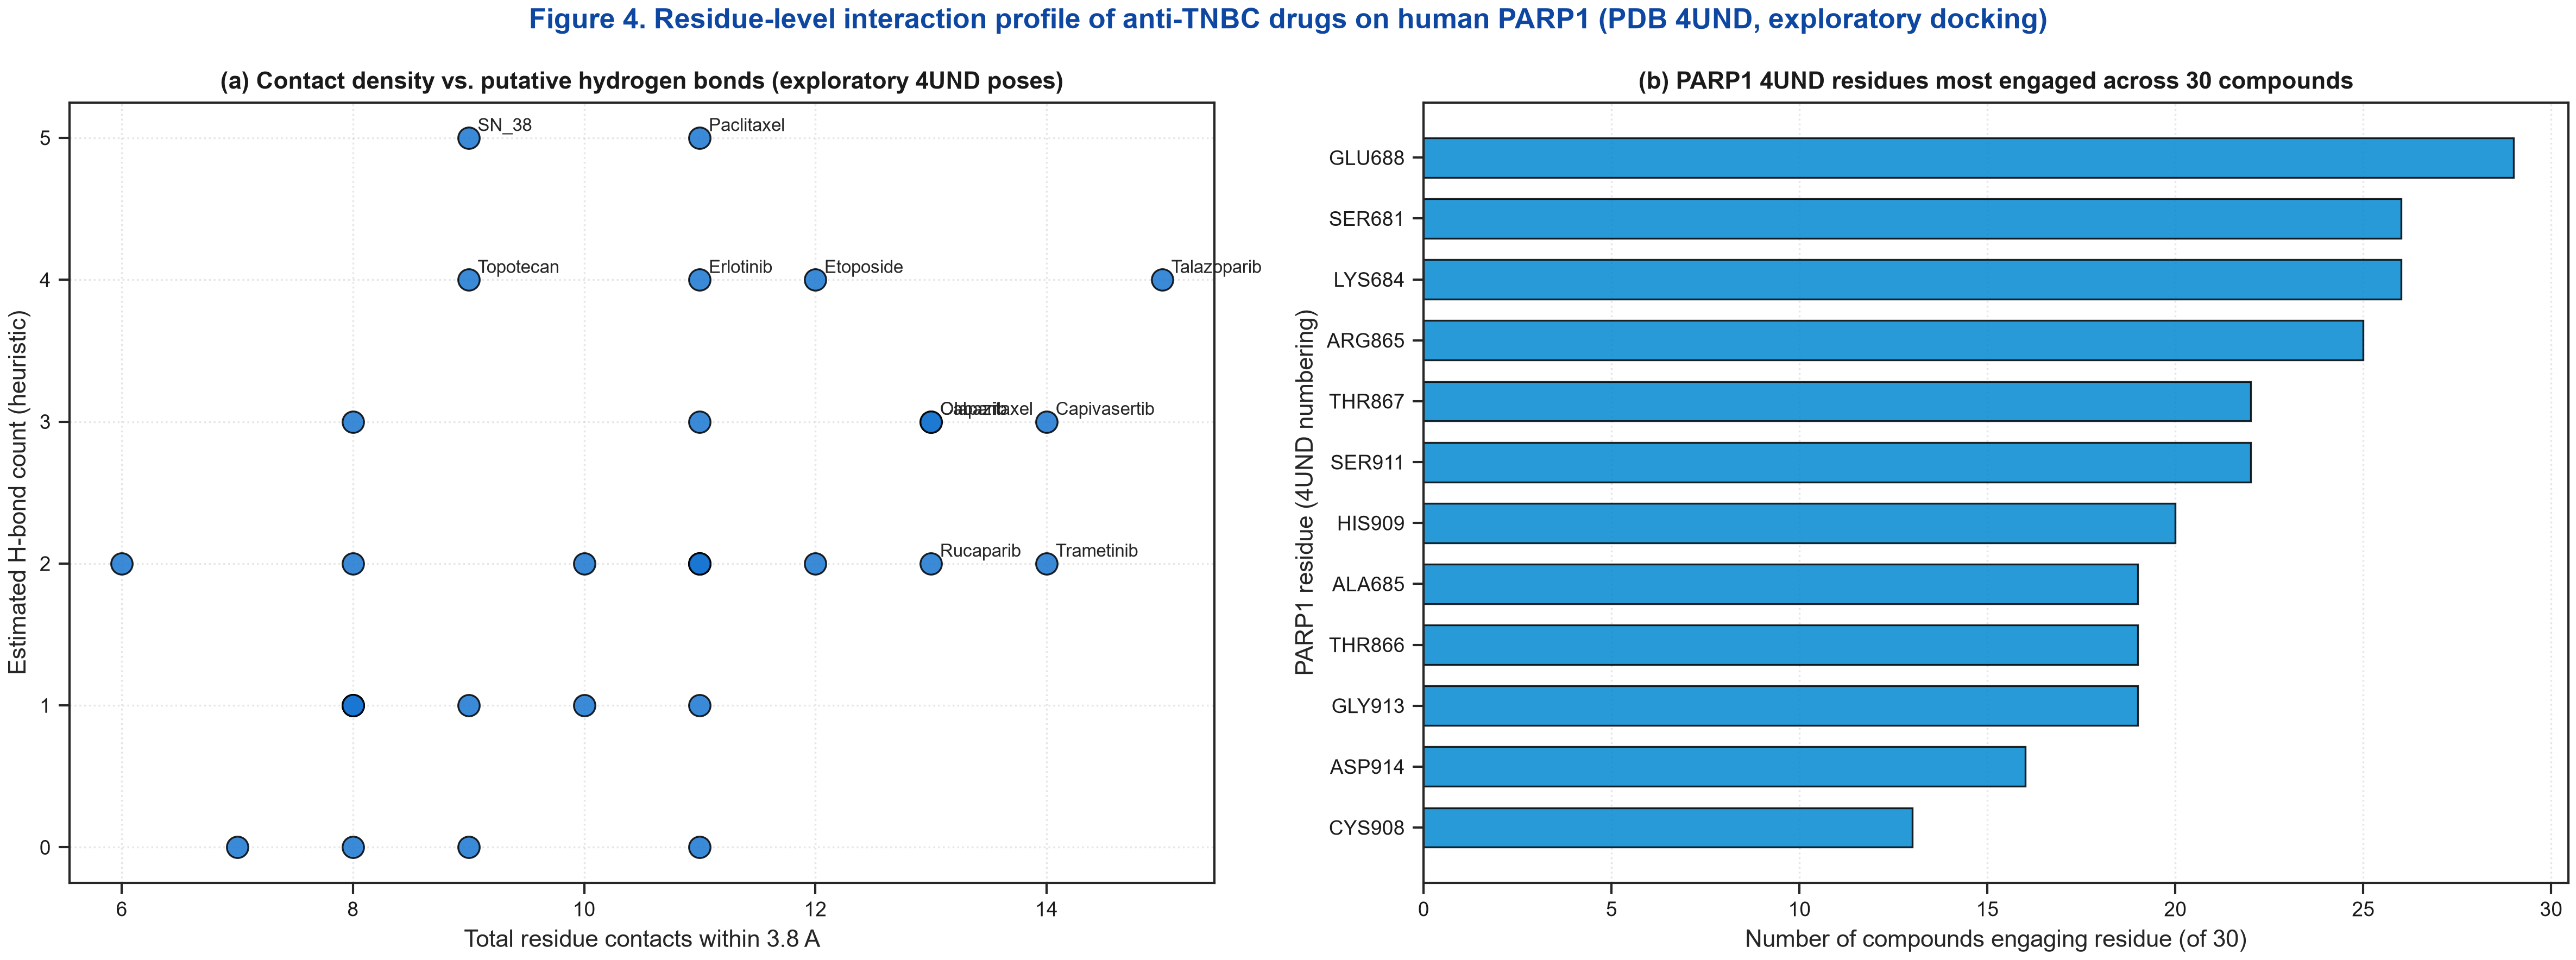 Figure 4. Residue-level interaction profile of anti-TNBC drugs on human PARP1 (PDB 4UND, exploratory docking)
(a) Contact density vs. putative hydrogen bonds (exploratory 4UND poses)
Estimated H-bond count (heuristic)
5
4
3
2
1
0
SN_38
Paclitaxel
Topotecan
Erlotinib
Etoposide
Talazoparib
Capivasertib
Rucaparib
Trametinib
6
8
10
12
14
Total residue contacts within 3.8 A
(b) PARP1 4UND residues most engaged across 30 compounds
PARP1 residue (4UND numbering)
GLU688
SER681
LYS684
ARG865
THR867
SER911
HIS909
ALA685
THR866
GLY913
ASP914
CYS908
0
5
10
15
20
25
30
Number of compounds engaging residue (of 30)